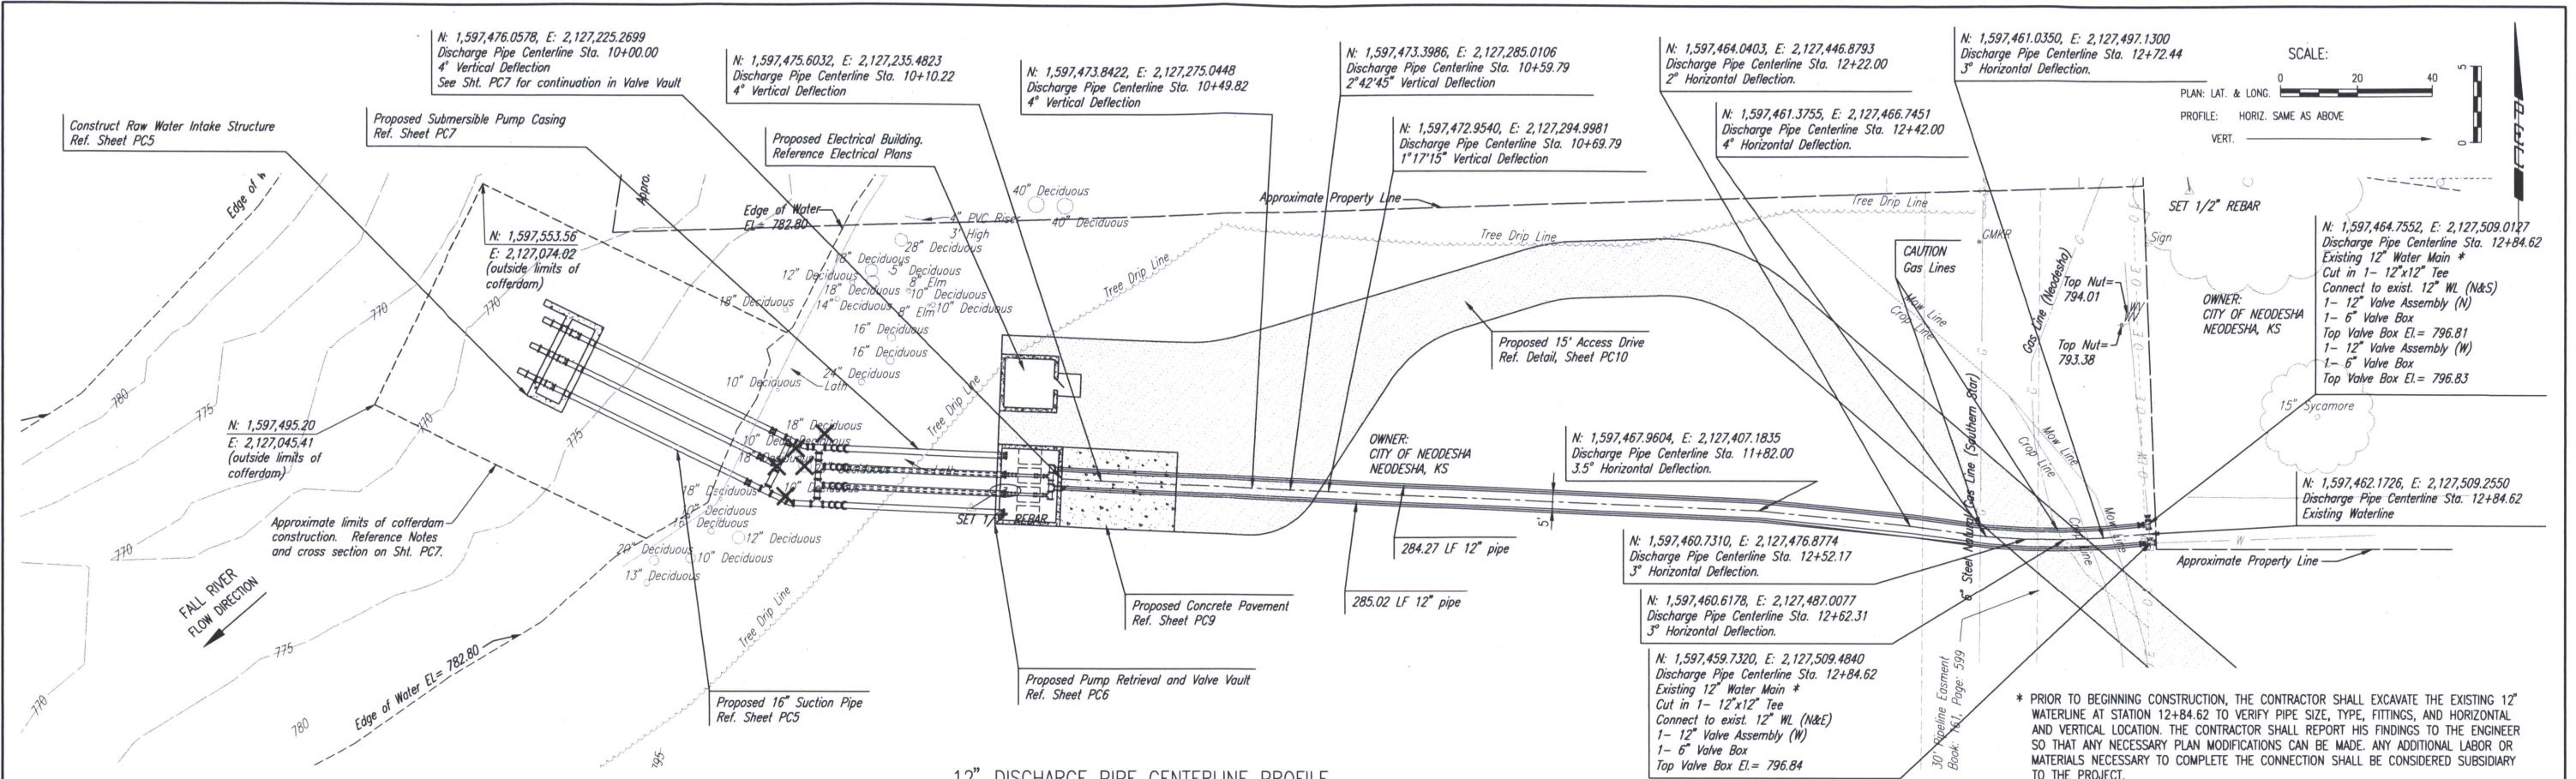 N: 1,597,476.0578, E: 2,127,225.2699
Discharge Pipe Centerline Sta. 10+00.00
4° Vertical Deflection
See Sht. PC7 for continuation in Valve Vault
N: 1,597,475.6032, E: 2,127,235.4823
Discharge Pipe Centerline Sta. 10+10.22
4° Vertical Deflection
N: 1,597,473.8422, E: 2,127,275.0448
Discharge Pipe Centerline Sta. 10+49.82
4° Vertical Deflection
N: 1,597,473.3986, E: 2,127,285.0106
Discharge Pipe Centerline Sta. 10+59.79
2°42'45" Vertical Deflection
N: 1,597,472.9540, E: 2,127,294.9981
Discharge Pipe Centerline Sta. 10+69.79
1°17'15" Vertical Deflection
N: 1,597,464.0403, E: 2,127,446.8793
Discharge Pipe Centerline Sta. 12+22.00
2° Horizontal Deflection.
N: 1,597,461.3755, E: 2,127,466.7451
Discharge Pipe Centerline Sta. 12+42.00
4° Horizontal Deflection.
N: 1,597,461.0350, E: 2,127,497.1300
Discharge Pipe Centerline Sta. 12+72.44
3° Horizontal Deflection.
SCALE:
0 20 40
PLAN: LAT. & LONG.
PROFILE: HORIZ. SAME AS ABOVE
VERT.
5
0
Construct Raw Water Intake Structure
Ref. Sheet PC5
Proposed Submersible Pump Casing
Ref. Sheet PC7
Proposed Electrical Building.
Reference Electrical Plans
Edge of W
Appro.
Edge of Water
EL= 782.80
4" PVC Riser
3' High
40" Deciduous
40" Deciduous
Approximate Property Line
Tree Drip Line
Tree Drip Line
Tree Drip Line
SET 1/2" REBAR
Sign
GMKR
CAUTION
Gas Lines
N: 1,597,553.56
E: 2,127,074.02
(outside limits of
cofferdam)
28" Deciduous
18" Deciduous
12" Deciduous
5" Deciduous
8" Elm
18" Deciduous
10" Deciduous
18" Deciduous
14" Deciduous
8" Elm
10" Deciduous
16" Deciduous
16" Deciduous
24" Deciduous
10" Deciduous
Lath
Tree Drip Line
770
770
780
775
770
775
Proposed 15' Access Drive
Ref. Detail, Sheet PC10
Mow Line
Crop Line
Gas Line (Neodesha)
Top Nut=
794.01
Top Nut=
793.38
OWNER:
CITY OF NEODESHA
NEODESHA, KS
N: 1,597,464.7552, E: 2,127,509.0127
Discharge Pipe Centerline Sta. 12+84.62
Existing 12" Water Main *
Cut in 1- 12"x12" Tee
Connect to exist. 12" WL (N&S)
1- 12" Valve Assembly (N)
1- 6" Valve Box
Top Valve Box El.= 796.81
1- 12" Valve Assembly (W)
1- 6" Valve Box
Top Valve Box El.= 796.83
15" Sycamore
N: 1,597,495.20
E: 2,127,045.41
(outside limits of
cofferdam)
18" Deciduous
10" Deciduous
18" Deciduous
Lath
18" Deciduous
12" Deciduous
10" Deciduous
20" Deciduous
13" Deciduous
OWNER:
CITY OF NEODESHA
NEODESHA, KS
N: 1,597,467.9604, E: 2,127,407.1835
Discharge Pipe Centerline Sta. 11+82.00
3.5° Horizontal Deflection.
6" Steel Natural Gas Line (Southern Star)
Mow Line
Crop Line
N: 1,597,462.1726, E: 2,127,509.2550
Discharge Pipe Centerline Sta. 12+84.62
Existing Waterline
Approximate limits of cofferdam
construction. Reference Notes
and cross section on Sht. PC7.
SET 1/2" REBAR
5'
284.27 LF 12" pipe
285.02 LF 12" pipe
N: 1,597,460.7310, E: 2,127,476.8774
Discharge Pipe Centerline Sta. 12+52.17
3° Horizontal Deflection.
Mow Line
Crop Line
W
Approximate Property Line
770
FALL RIVER
FLOW DIRECTION
Proposed Concrete Pavement
Ref. Sheet PC9
N: 1,597,460.6178, E: 2,127,487.0077
Discharge Pipe Centerline Sta. 12+62.31
3° Horizontal Deflection.
Tree Drip Line
775
Edge of Water EL= 782.80
770
780
795
Proposed 16" Suction Pipe
Ref. Sheet PC5
Proposed Pump Retrieval and Valve Vault
Ref. Sheet PC6
N: 1,597,459.7320, E: 2,127,509.4840
Discharge Pipe Centerline Sta. 12+84.62
Existing 12" Water Main *
Cut in 1- 12"x12" Tee
Connect to exist. 12" WL (N&E)
1- 12" Valve Assembly (W)
1- 6" Valve Box
Top Valve Box El.= 796.84
30' Pipeline Easment
Book: 161, Page: 599
* PRIOR TO BEGINNING CONSTRUCTION, THE CONTRACTOR SHALL EXCAVATE THE EXISTING 12"
WATERLINE AT STATION 12+84.62 TO VERIFY PIPE SIZE, TYPE, FITTINGS, AND HORIZONTAL
AND VERTICAL LOCATION. THE CONTRACTOR SHALL REPORT HIS FINDINGS TO THE ENGINEER
SO THAT ANY NECESSARY PLAN MODIFICATIONS CAN BE MADE. ANY ADDITIONAL LABOR OR
MATERIALS NECESSARY TO COMPLETE THE CONNECTION SHALL BE CONSIDERED SUBSIDIARY
TO THE PROJECT.
12" DISCHARGE PIPE CENTERLINE PROFILE